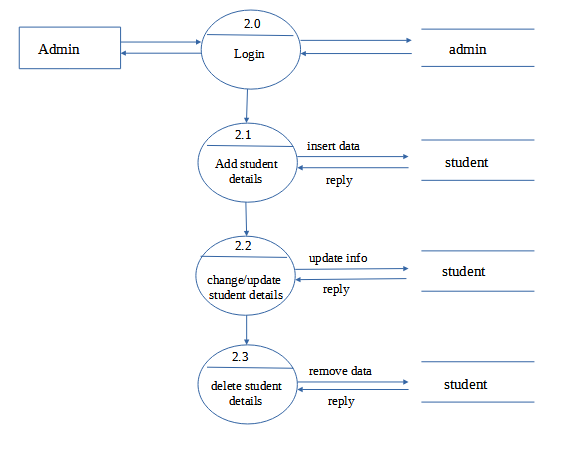 2.0
Admin
Login
admin
2.1
insert data
Add student
details
student
reply
2.2
update info
change/update
student details
student
reply
2.3
remove data
delete student
details
student
reply